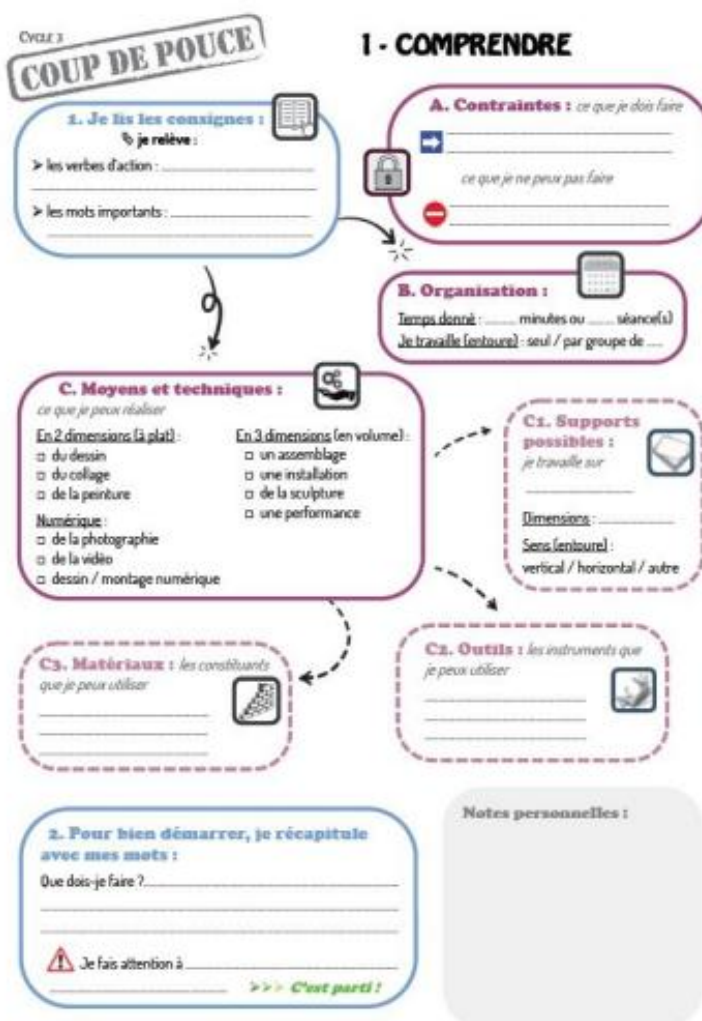 CYCLE 3
COUP DE POUCE
1 - COMPRENDRE
1. Je lis les consignes :
je relève :
➤ les verbes d'action :
➤ les mots importants :
A. Contraintes : ce que je dois faire
ce que je ne peux pas faire
B. Organisation :
Temps donné : ........ minutes ou ...... séance(s)
Je travaille (entoure) : seul / par groupe de ....
C. Moyens et techniques :
ce que je peux réaliser
En 2 dimensions (à plat) :
□ du dessin
□ du collage
□ de la peinture
Numérique :
□ de la photographie
□ de la vidéo
□ dessin / montage numérique
En 3 dimensions (en volume) :
□ un assemblage
□ une installation
□ de la sculpture
□ une performance
C1. Supports
possibles :
je travaille sur
Dimensions :
Sens (entoure) :
vertical / horizontal / autre
C3. Matériaux : les constituants
que je peux utiliser
C2. Outils : les instruments que
je peux utiliser
2. Pour bien démarrer, je récapitule
avec mes mots :
Que dois-je faire ?
Je fais attention à
>>> C'est parti !
Notes personnelles :